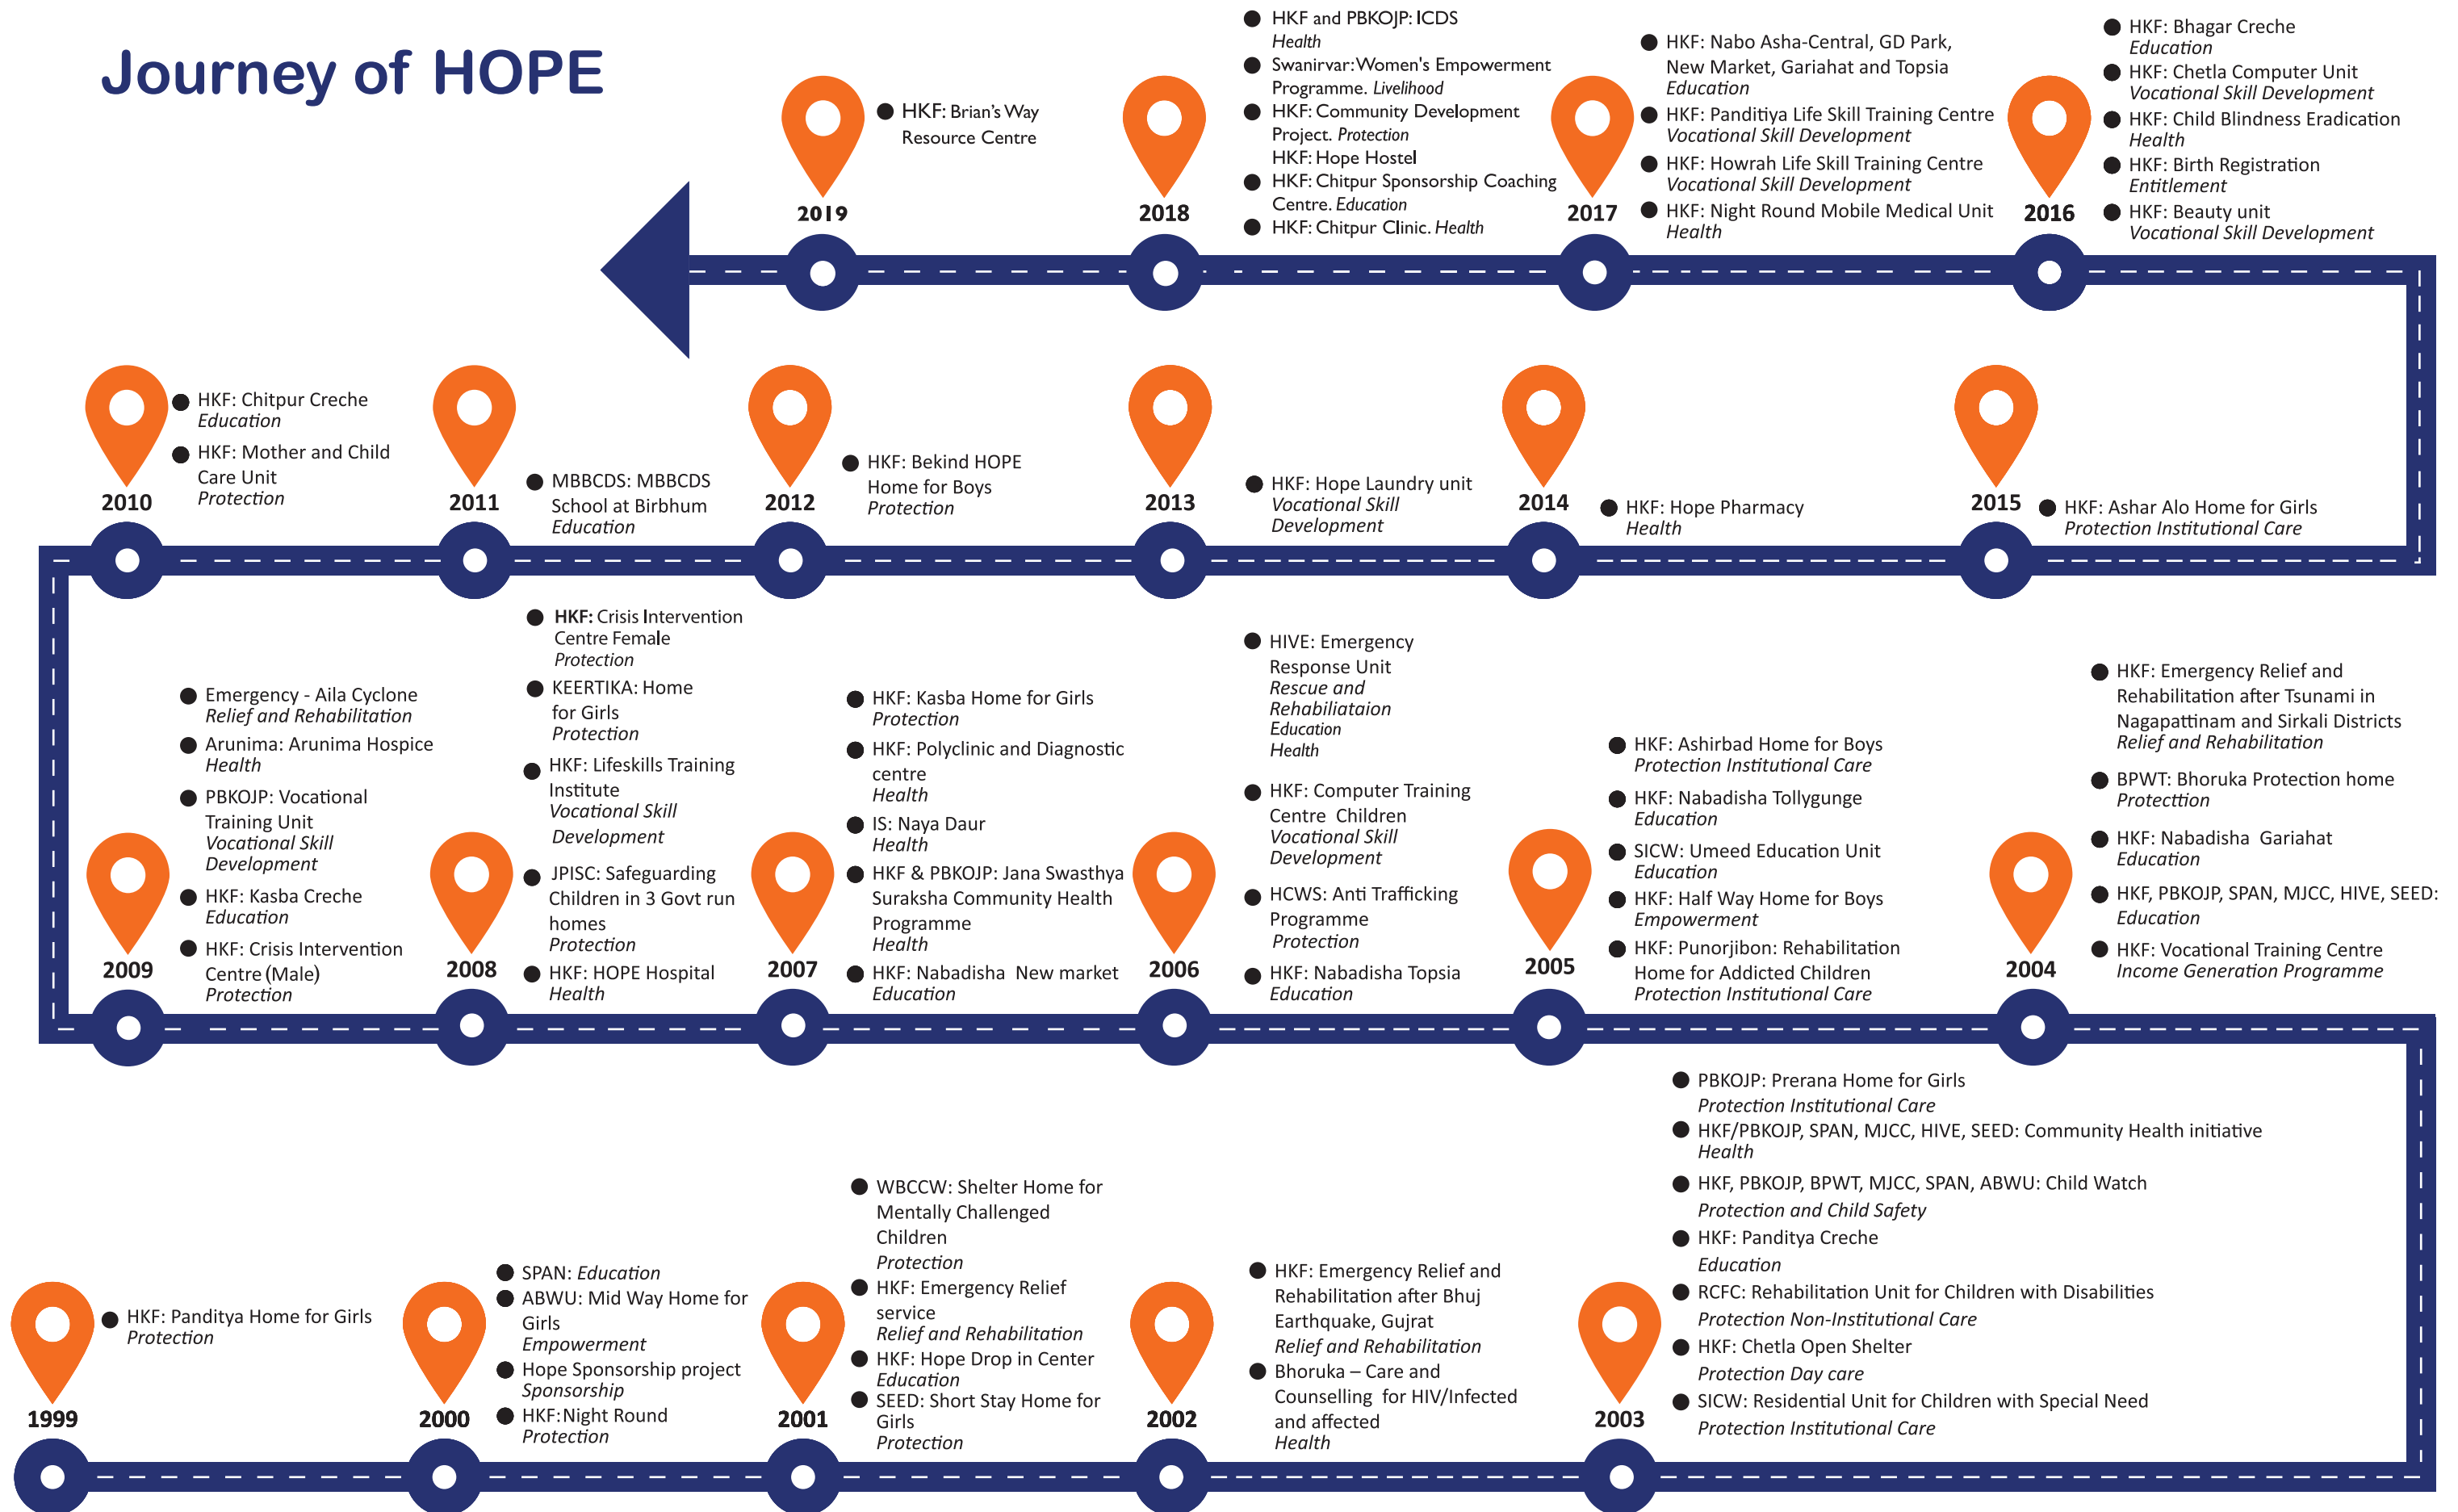 Journey of HOPE
2019
HKF: Brian's Way
Resource Centre
2018
HKF and PBKOJP: ICDS
Health
Swanirvar: Women's Empowerment
Programme. Livelihood
HKF: Community Development
Project. Protection
HKF: Hope Hostel
HKF: Chitpur Sponsorship Coaching
Centre. Education
HKF: Chitpur Clinic. Health
2017
HKF: Nabo Asha-Central, GD Park,
New Market, Gariahat and Topsia
Education
HKF: Panditiya Life Skill Training Centre
Vocational Skill Development
HKF: Howrah Life Skill Training Centre
Vocational Skill Development
HKF: Night Round Mobile Medical Unit
Health
2016
HKF: Bhagar Creche
Education
HKF: Chetla Computer Unit
Vocational Skill Development
HKF: Child Blindness Eradication
Health
HKF: Birth Registration
Entitlement
HKF: Beauty unit
Vocational Skill Development
2010
HKF: Chitpur Creche
Education
HKF: Mother and Child
Care Unit
Protection
2011
MBBCDS: MBBCDS
School at Birbhum
Education
2012
HKF: Bekind HOPE
Home for Boys
Protection
2013
HKF: Hope Laundry unit
Vocational Skill
Development
2014
HKF: Hope Pharmacy
Health
2015
HKF: Ashar Alo Home for Girls
Protection Institutional Care
2009
Emergency - Aila Cyclone
Relief and Rehabilitation
Arunima: Arunima Hospice
Health
PBKOJP: Vocational
Training Unit
Vocational Skill
Development
HKF: Kasba Creche
Education
HKF: Crisis Intervention
Centre (Male)
Protection
2008
HKF: Crisis Intervention
Centre Female
Protection
KEERTIKA: Home
for Girls
Protection
HKF: Lifeskills Training
Institute
Vocational Skill
Development
JPISC: Safeguarding
Children in 3 Govt run
homes
Protection
HKF: HOPE Hospital
Health
2007
HKF: Kasba Home for Girls
Protection
HKF: Polyclinic and Diagnostic
centre
Health
IS: Naya Daur
Health
HKF & PBKOJP: Jana Swasthya
Suraksha Community Health
Programme
Health
HKF: Nabadisha New market
Education
2006
HIVE: Emergency
Response Unit
Rescue and
Rehabiliataion
Education
Health
HKF: Computer Training
Centre Children
Vocational Skill
Development
HCWS: Anti Trafficking
Programme
Protection
HKF: Nabadisha Topsia
Education
2005
HKF: Ashirbad Home for Boys
Protection Institutional Care
HKF: Nabadisha Tollygunge
Education
SICW: Umeed Education Unit
Education
HKF: Half Way Home for Boys
Empowerment
HKF: Punorjibon: Rehabilitation
Home for Addicted Children
Protection Institutional Care
2004
HKF: Emergency Relief and
Rehabilitation after Tsunami in
Nagapattinam and Sirkali Districts
Relief and Rehabilitation
BPWT: Bhoruka Protection home
Protecttion
HKF: Nabadisha Gariahat
Education
HKF, PBKOJP, SPAN, MJCC, HIVE, SEED:
Education
HKF: Vocational Training Centre
Income Generation Programme
1999
HKF: Panditya Home for Girls
Protection
2000
SPAN: Education
ABWU: Mid Way Home for
Girls
Empowerment
Hope Sponsorship project
Sponsorship
HKF: Night Round
Protection
2001
WBCCW: Shelter Home for
Mentally Challenged
Children
Protection
HKF: Emergency Relief
service
Relief and Rehabilitation
HKF: Hope Drop in Center
Education
SEED: Short Stay Home for
Girls
Protection
2002
HKF: Emergency Relief and
Rehabilitation after Bhuj
Earthquake, Gujrat
Relief and Rehabilitation
Bhoruka – Care and
Counselling for HIV/Infected
and affected
Health
2003
PBKOJP: Prerana Home for Girls
Protection Institutional Care
HKF/PBKOJP, SPAN, MJCC, HIVE, SEED: Community Health initiative
Health
HKF, PBKOJP, BPWT, MJCC, SPAN, ABWU: Child Watch
Protection and Child Safety
HKF: Panditya Creche
Education
RCFC: Rehabilitation Unit for Children with Disabilities
Protection Non-Institutional Care
HKF: Chetla Open Shelter
Protection Day care
SICW: Residential Unit for Children with Special Need
Protection Institutional Care